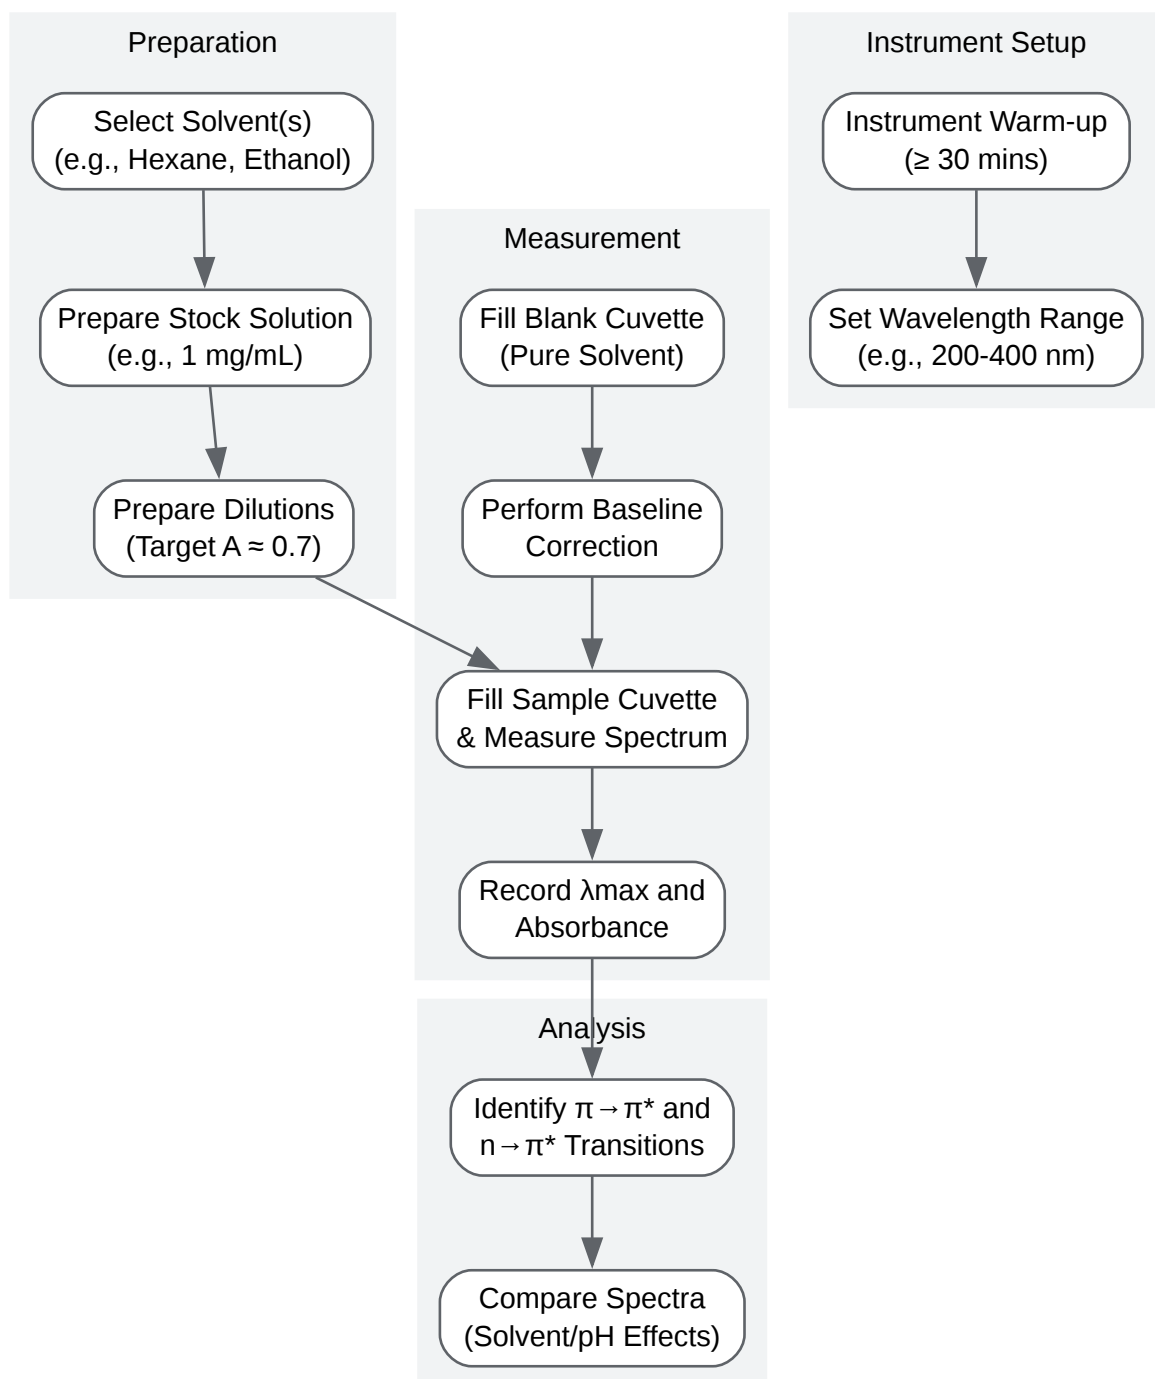 Preparation
Select Solvent(s)
(e.g., Hexane, Ethanol)
Prepare Stock Solution
(e.g., 1 mg/mL)
Prepare Dilutions
(Target A ≈ 0.7)
Measurement
Fill Blank Cuvette
(Pure Solvent)
Perform Baseline
Correction
Fill Sample Cuvette
& Measure Spectrum
Record λmax and
Absorbance
Analysis
Identify π→π* and
n→π* Transitions
Compare Spectra
(Solvent/pH Effects)
Instrument Setup
Instrument Warm-up
(≥ 30 mins)
Set Wavelength Range
(e.g., 200-400 nm)